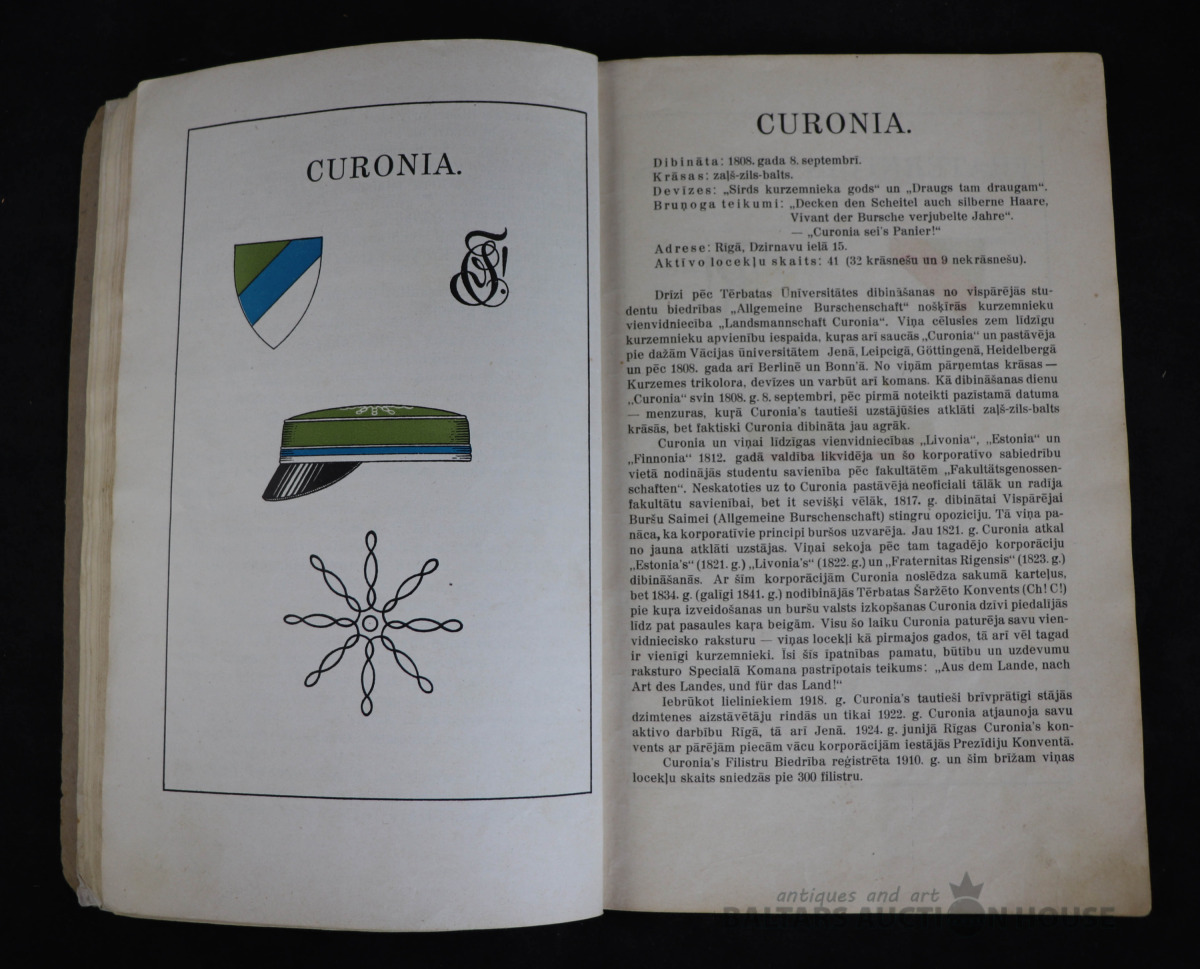 CURONIA.
CURONIA.
Dibināta: 1808. gada 8. septembrī.
Krāsas: zaļš-zils-balts.
Devīzes: „Sirds kurzemnieka gods“ un „Draugs tam draugam“.
Bruņoga teikumi: „Decken den Scheitel auch silberne Haare,
Vivant der Bursche verjubelte Jahre“.
— „Curonia sei's Panier!“
Adrese: Rīgā, Dzirnavu ielā 15.
Aktīvo locekļu skaits: 41 (32 krāsnešu un 9 nekrāsnešu).
Drīzi pēc Tērbatas Ūniversitātes dibināšanas no vispārējās stu-
dentu biedrības „Allgemeine Burschenschaft“ nošķīrās kurzemnieku
vienvidniecība „Landsmannschaft Curonia“. Viņa cēlusies zem līdzīgu
kurzemnieku apvienību iespaida, kuŗas arī saucās „Curonia“ un pastāvēja
pie dažām Vācijas ūniversitātem Jenā, Leipcigā, Göttingenā, Heidelbergā
un pēc 1808. gada arī Berlinē un Bonn'ā. No viņām pārņemtas krāsas —
Kurzemes trikolora, devīzes un varbūt arī komans. Kā dibināšanas dienu
„Curonia“ svin 1808. g. 8. septembri, pēc pirmā noteikti pazīstamā datuma
— menzuras, kuŗā Curonia's tautieši uzstājūšies atklāti zaļš-zils-balts
krāsās, bet faktiski Curonia dibināta jau agrāk.
Curonia un viņai līdzīgas vienvidniecības „Livonia“, „Estonia“ un
„Finnonia“ 1812. gadā valdība likvidēja un šo korporatīvo sabiedrību
vietā nodinājās studentu savienība pēc fakultātēm „Fakultätsgenossen-
schaften“. Neskatoties uz to Curonia pastāvēja neoficiali tālāk un radīja
fakultātu savienībai, bet it sevišķi vēlāk, 1817. g. dibinātai Vispārējai
Buršu Saimei (Allgemeine Burschenschaft) stingru opoziciju. Tā viņa pa-
nāca, ka korporatīvie principi buršos uzvarēja. Jau 1821. g. Curonia atkal
no jauna atklāti uzstājas. Viņai sekoja pēc tam tagadējo korporāciju
„Estonia's“ (1821. g.) „Livonia's“ (1822. g.) un „Fraternitas Rigensis“ (1823. g.)
dibināšanās. Ar šīm korporācijām Curonia noslēdza sakumā karteļus,
bet 1834. g. (galīgi 1841. g.) nodibinājās Tērbatas Šaržēto Konvents (Ch! C!)
pie kuŗa izveidošanas un buršu valsts izkopšanas Curonia dzīvi piedalījās
līdz pat pasaules kaŗa beigām. Visu šo laiku Curonia paturēja savu vien-
vidniecisko raksturu — viņas locekļi kā pirmajos gados, tā arī vēl tagad
ir vienīgi kurzemnieki. Īsi šīs īpatnības pamatu, būtību un uzdevumu
raksturo Specialā Komana pastrīpotais teikums: „Aus dem Lande, nach
Art des Landes, und für das Land!“
Iebrūkot lieliniekiem 1918. g. Curonia's tautieši brīvprātīgi stājās
dzimtenes aizstāvētāju rindās un tikai 1922. g. Curonia atjaunoja savu
aktivo darbību Rīgā, tā arī Jenā. 1924. g. junijā Rīgas Curonia's kon-
vents ar pārējām piecām vācu korporācijām iestājās Prezīdiju Konventā.
Curonia's Filistru Biedrība reģistrēta 1910. g. un šim brīžam viņas
locekļu skaits sniedzās pie 300 filistru.
antiques and art
BALTARS AUCTION HOUSE